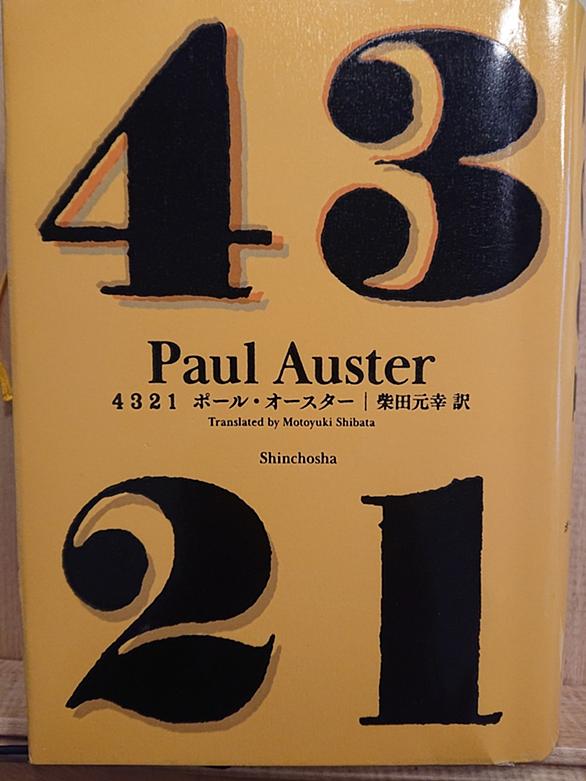 43
Paul Auster
4321 ポール・オースター｜柴田元幸 訳
Translated by Motoyuki Shibata
Shinchosha
21